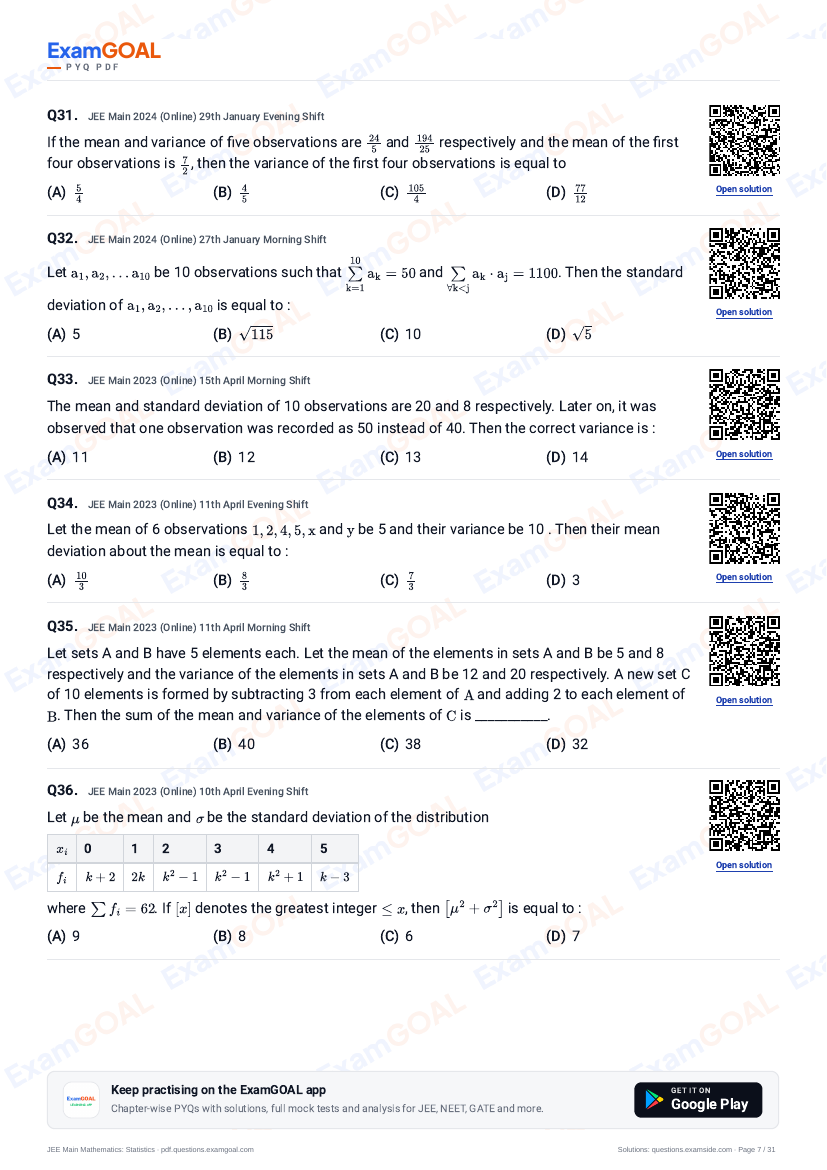 ExamGOAL
PYQ PDF
Q31. JEE Main 2024 (Online) 29th January Evening Shift
If the mean and variance of five observations are 24/5 and 194/25 respectively and the mean of the first
four observations is 7/2, then the variance of the first four observations is equal to
(A) 5/4 (B) 4/5 (C) 105/4 (D) 77/12
Open solution
Q32. JEE Main 2024 (Online) 27th January Morning Shift
Let a₁, a₂, … a₁₀ be 10 observations such that ∑_{k=1}^{10} aₖ = 50 and ∑_{∀k<j} aₖ · aⱼ = 1100. Then the standard
deviation of a₁, a₂, …, a₁₀ is equal to :
(A) 5 (B) √115 (C) 10 (D) √5
Open solution
Q33. JEE Main 2023 (Online) 15th April Morning Shift
The mean and standard deviation of 10 observations are 20 and 8 respectively. Later on, it was
observed that one observation was recorded as 50 instead of 40. Then the correct variance is :
(A) 11 (B) 12 (C) 13 (D) 14
Open solution
Q34. JEE Main 2023 (Online) 11th April Evening Shift
Let the mean of 6 observations 1, 2, 4, 5, x and y be 5 and their variance be 10 . Then their mean
deviation about the mean is equal to :
(A) 10/3 (B) 8/3 (C) 7/3 (D) 3
Open solution
Q35. JEE Main 2023 (Online) 11th April Morning Shift
Let sets A and B have 5 elements each. Let the mean of the elements in sets A and B be 5 and 8
respectively and the variance of the elements in sets A and B be 12 and 20 respectively. A new set C
of 10 elements is formed by subtracting 3 from each element of A and adding 2 to each element of
B. Then the sum of the mean and variance of the elements of C is ___________.
(A) 36 (B) 40 (C) 38 (D) 32
Open solution
Q36. JEE Main 2023 (Online) 10th April Evening Shift
Let μ be the mean and σ be the standard deviation of the distribution
xᵢ 0 1 2 3 4 5
fᵢ k + 2 2k k² − 1 k² − 1 k² + 1 k − 3
where ∑ fᵢ = 62. If [x] denotes the greatest integer ≤ x, then [μ² + σ²] is equal to :
(A) 9 (B) 8 (C) 6 (D) 7
Open solution
Keep practising on the ExamGOAL app
Chapter-wise PYQs with solutions, full mock tests and analysis for JEE, NEET, GATE and more.
GET IT ON
Google Play
JEE Main Mathematics: Statistics · pdf.questions.examgoal.com
Solutions: questions.examside.com · Page 7 / 31